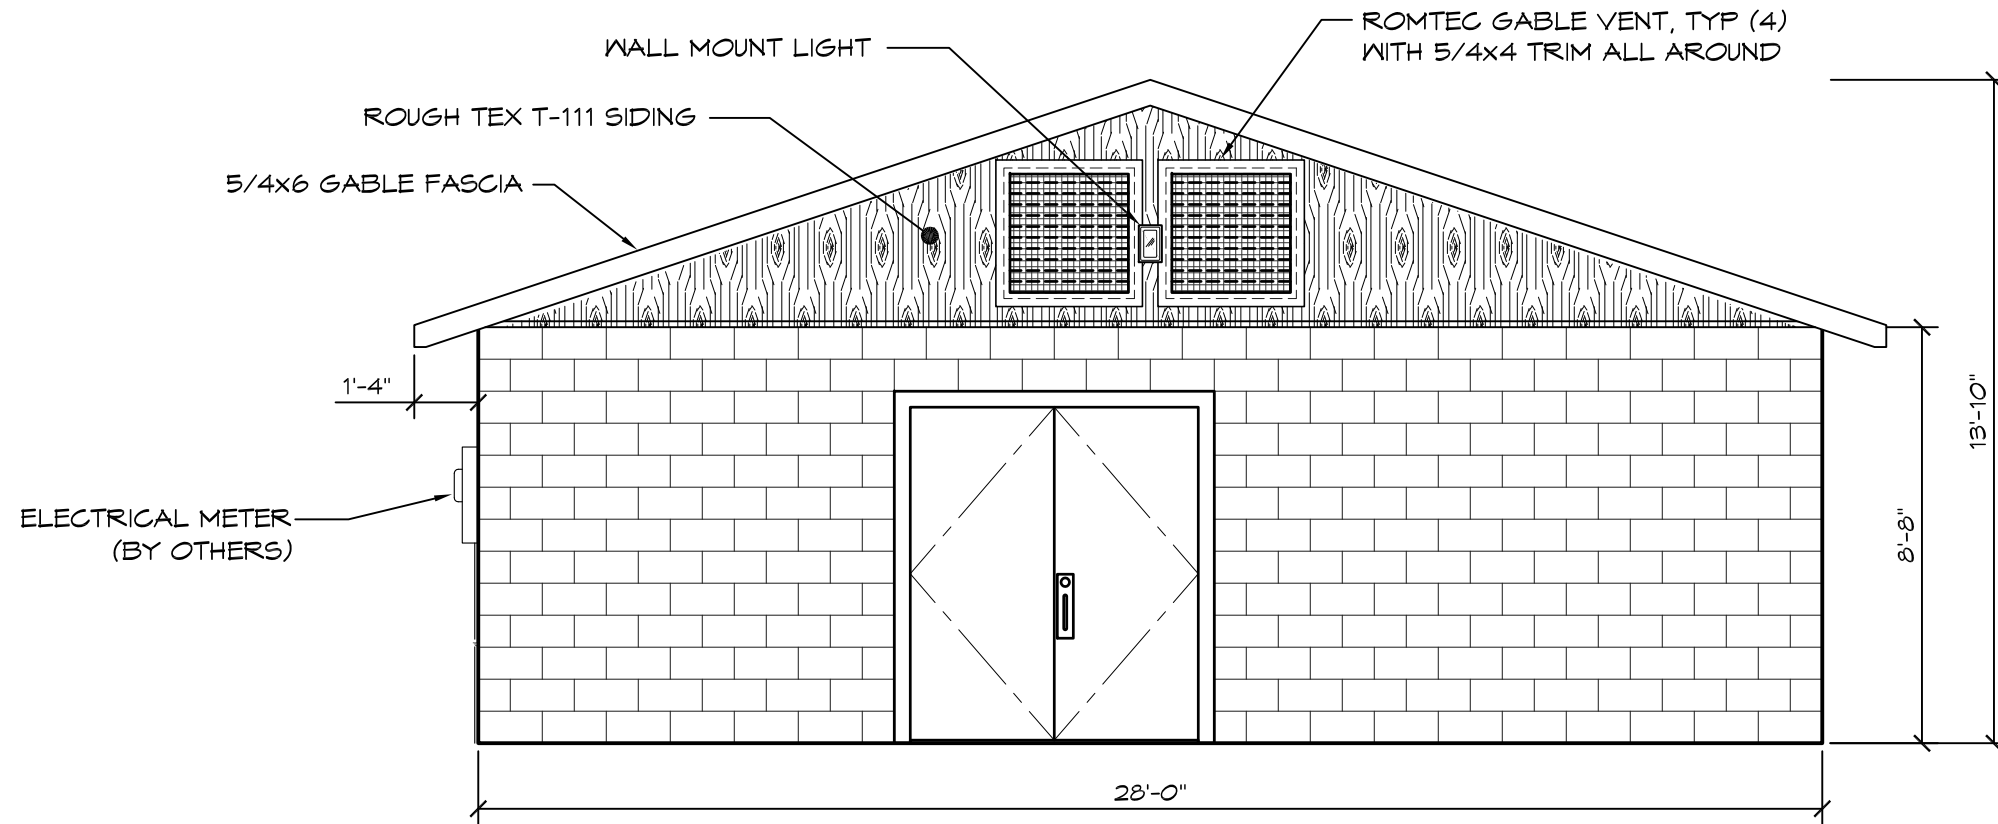 ROMTEC GABLE VENT, TYP (4)
WITH 5/4x4 TRIM ALL AROUND
WALL MOUNT LIGHT
ROUGH TEX T-111 SIDING
5/4x6 GABLE FASCIA
1'-4"
13'-10"
8'-8"
ELECTRICAL METER
(BY OTHERS)
28'-0"